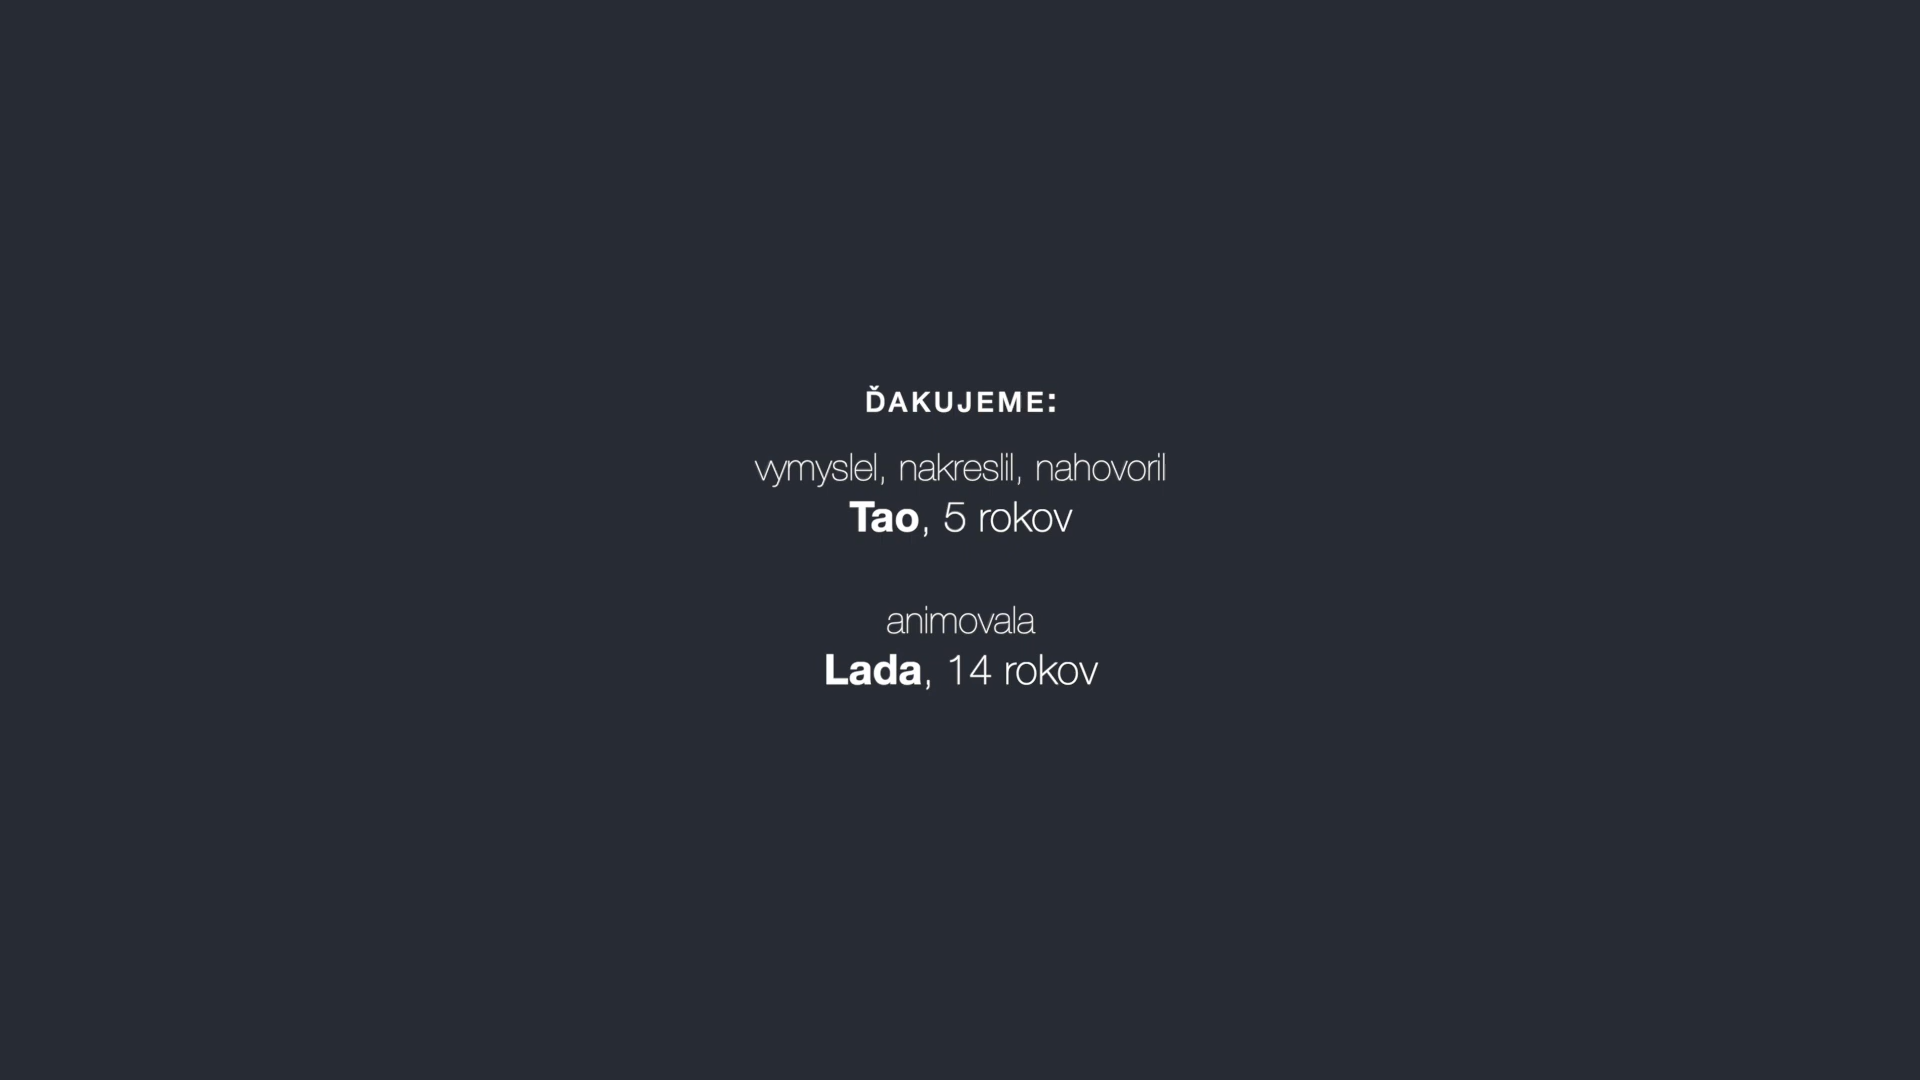 ĎAKUJEME:
vymyslel, nakreslil, nahovoril
Tao, 5 rokov
animovala
Lada, 14 rokov